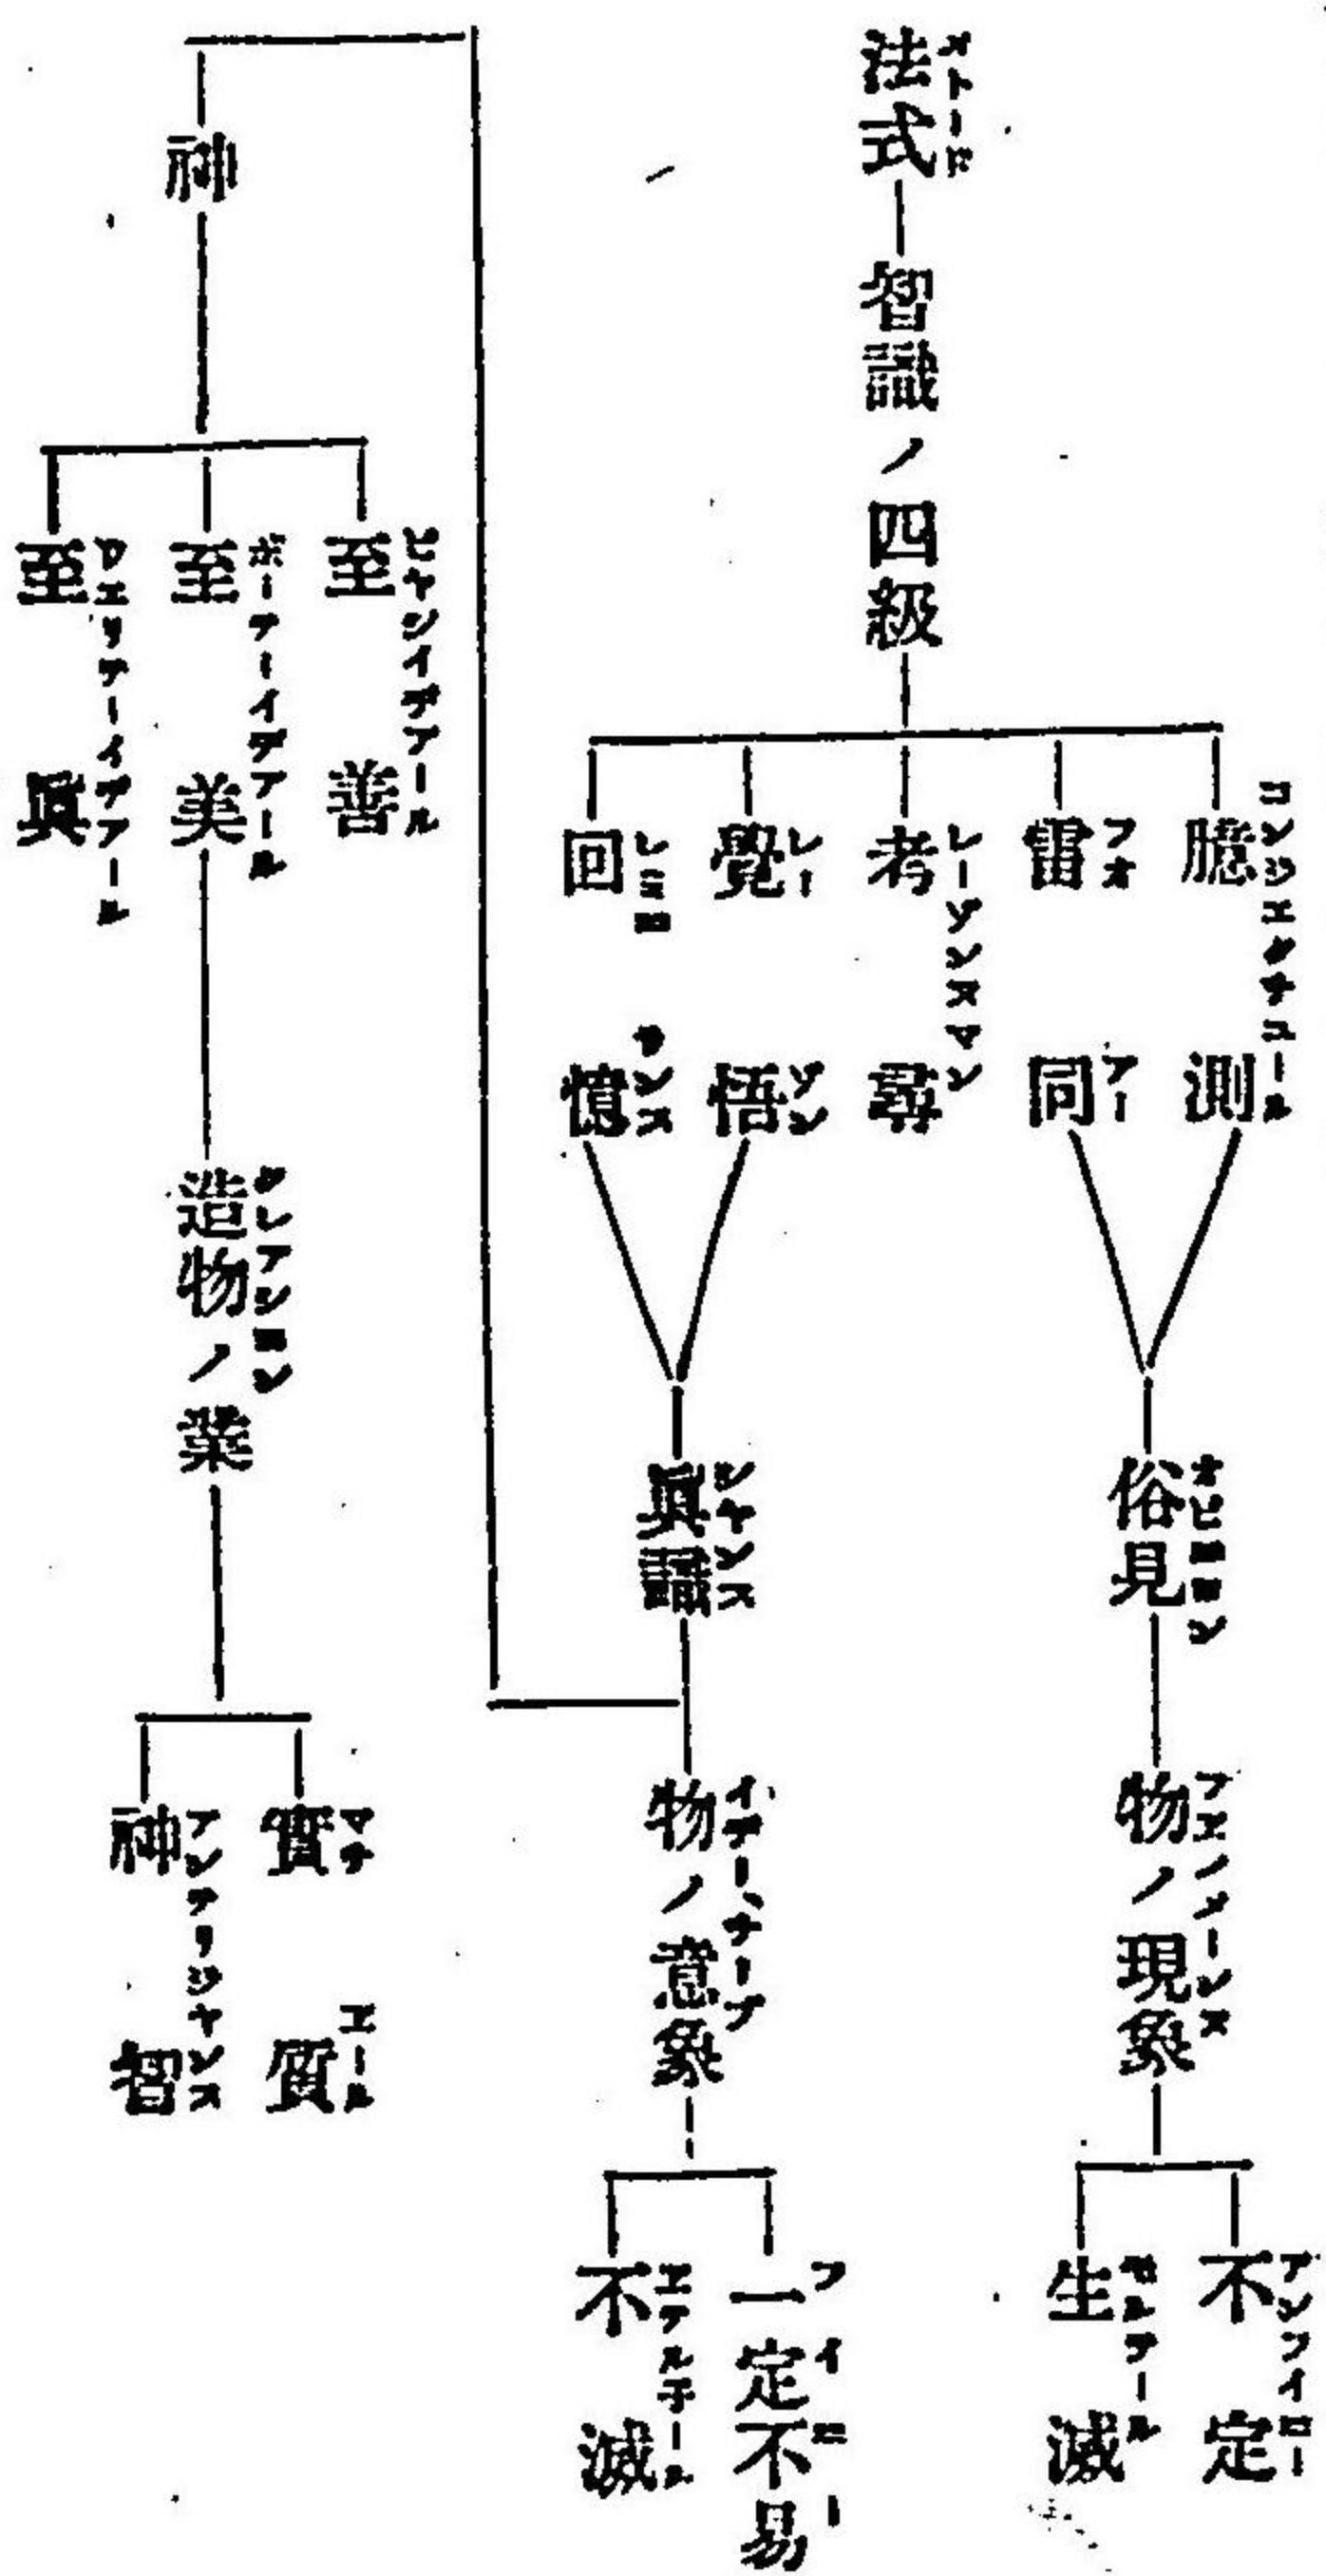 法式
メトード
智識ノ四級
臆測
コンジエクチユール
雷同
フオアー
考尋
レーゾンスマン
覺悟
レーゾン
回憶
レミニサンス
俗見
オピニヨン
眞識
シヤンス
物ノ現象
フエノメーンス
物ノ意象
イデー、チープ
不定
アンフイニー
生滅
モルテール
一定不易
フイニー
不滅
エテル子ール
神
至善
ビヤンイデアール
至美
ボーテーイデアール
至眞
ワエリテーイデアール
造物ノ業
クレアシヨン
實質
マチエール
神智
アンテリジヤンス